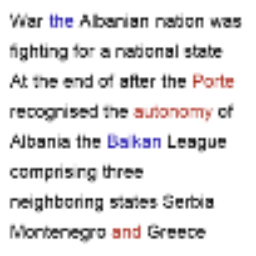 War the Albanian nation was
fighting for a national state
At the end of after the Porte
recognised the autonomy of
Albania the Balkan League
comprising three
neighboring states Serbia
Montenegro and Greece